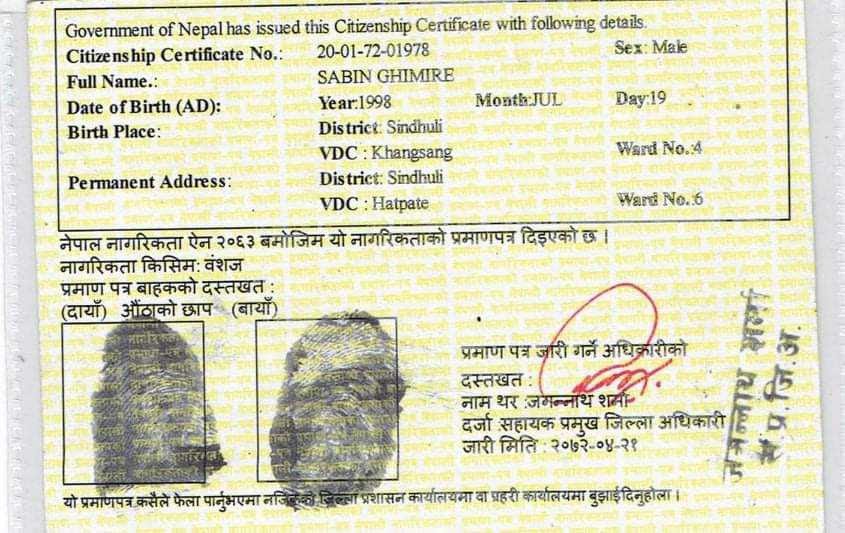 Government of Nepal has issued this Citizenship Certificate with following details.
Citizenship Certificate No.: 20-01-72-01978 Sex: Male
Full Name.: SABIN GHIMIRE
Date of Birth (AD): Year:1998 Month:JUL Day:19
Birth Place: District: Sindhuli
VDC : Khangsang Ward No.:4
Permanent Address: District: Sindhuli
VDC : Hatpate Ward No.:6
नेपाल नागरिकता ऐन २०६३ बमोजिम यो नागरिकताको प्रमाणपत्र दिइएको छ ।
नागरिकता किसिम: वंशज
प्रमाण पत्र बाहकको दस्तखत :
(दायाँ) औंठाको छाप (बायाँ)
प्रमाण पत्र जारी गर्ने अधिकारीको
दस्तखत :
नाम थर :जगन्नाथ शर्मा
दर्जा :सहायक प्रमुख जिल्ला अधिकारी
जारी मिति : २०७२-०४-२१
जगन्नाथ शर्मा
स.प्र.जि.अ.
यो प्रमाणपत्र कसैले फेला पार्नुभएमा नजिकको जिल्ला प्रशासन कार्यालयमा वा प्रहरी कार्यालयमा बुझाईदिनुहोला ।